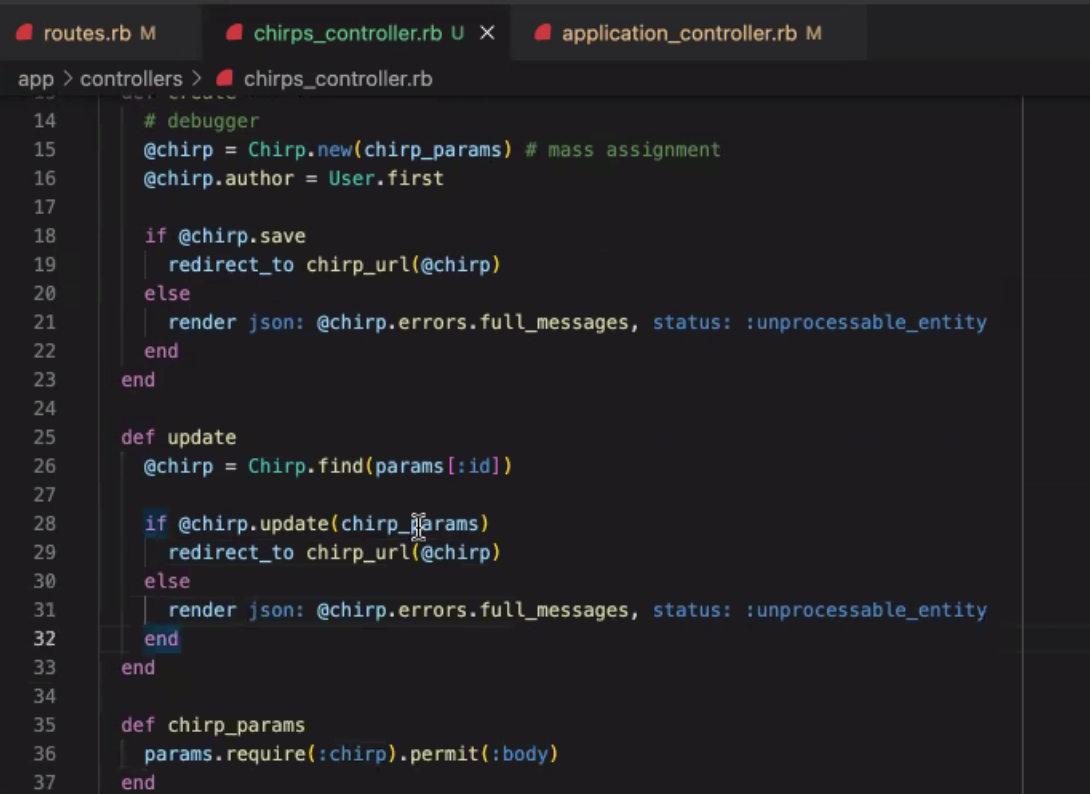 routes.rb M chirps_controller.rb U × application_controller.rb M
app > controllers > chirps_controller.rb
13 def create
14 # debugger
15 @chirp = Chirp.new(chirp_params) # mass assignment
16 @chirp.author = User.first
17
18 if @chirp.save
19 redirect_to chirp_url(@chirp)
20 else
21 render json: @chirp.errors.full_messages, status: :unprocessable_entity
22 end
23 end
24
25 def update
26 @chirp = Chirp.find(params[:id])
27
28 if @chirp.update(chirp_params)
29 redirect_to chirp_url(@chirp)
30 else
31 render json: @chirp.errors.full_messages, status: :unprocessable_entity
32 end
33 end
34
35 def chirp_params
36 params.require(:chirp).permit(:body)
37 end